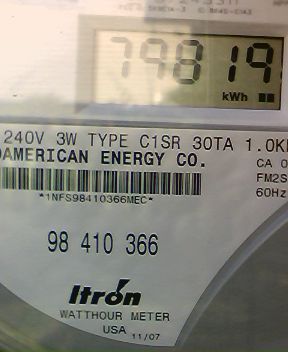 79819
kWh
240V 3W TYPE C1SR 30TA 1.0K
AMERICAN ENERGY CO.
CA 0
FM2S
60Hz
*1NFS98410366MEC*
98 410 366
Itron
WATTHOUR METER
USA 11/07